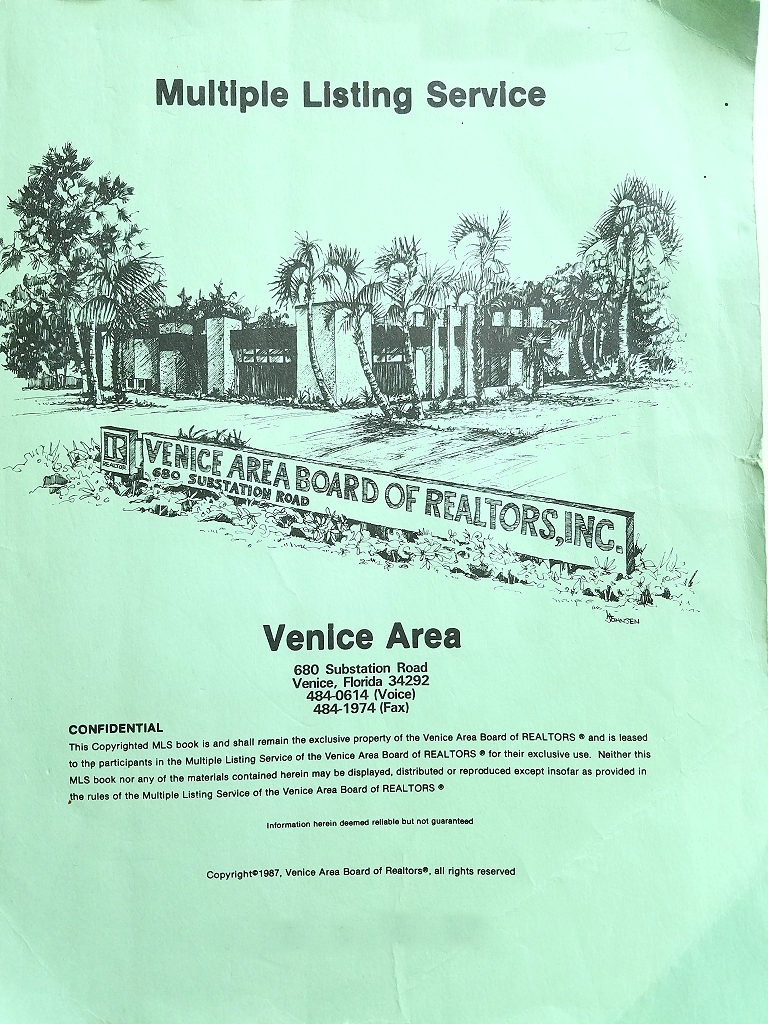 Multiple Listing Service
R
REALTOR
VENICE AREA BOARD OF REALTORS, INC.
680 SUBSTATION ROAD
JOHNSEN
Venice Area
680 Substation Road
Venice, Florida 34292
484-0614 (Voice)
484-1974 (Fax)
CONFIDENTIAL
This Copyrighted MLS book is and shall remain the exclusive property of the Venice Area Board of REALTORS ® and is leased
to the participants in the Multiple Listing Service of the Venice Area Board of REALTORS ® for their exclusive use. Neither this
MLS book nor any of the materials contained herein may be displayed, distributed or reproduced except insofar as provided in
the rules of the Multiple Listing Service of the Venice Area Board of REALTORS ®
Information herein deemed reliable but not guaranteed
Copyright©1987, Venice Area Board of Realtors®, all rights reserved